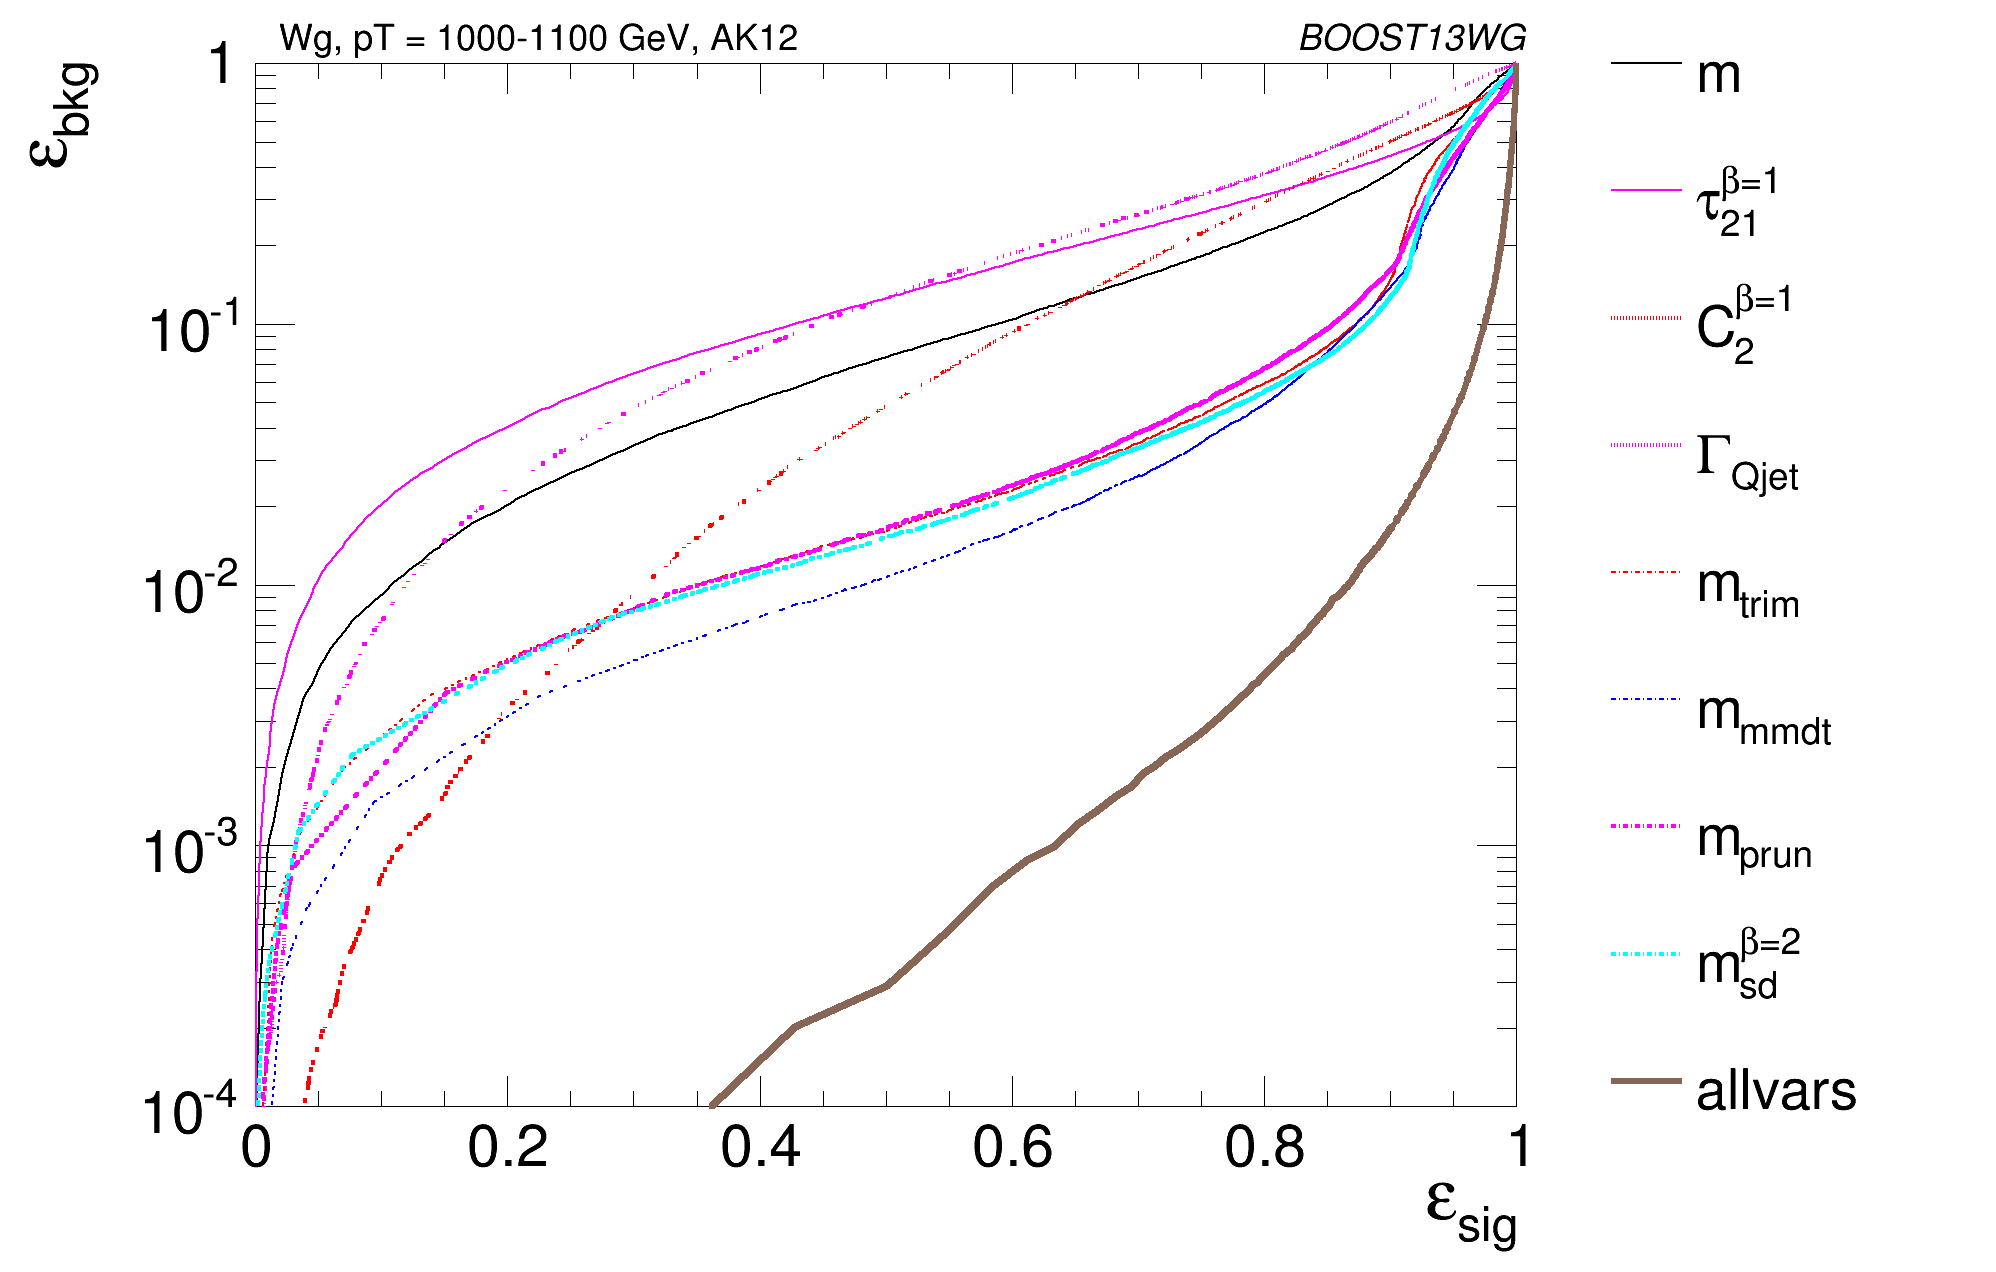 Wg, pT = 1000-1100 GeV, AK12
BOOST13WG
ε_bkg
1
10^-1
10^-2
10^-3
10^-4
0 0.2 0.4 0.6 0.8 1
ε_sig
m
τ_21^β=1
C_2^β=1
Γ_Qjet
m_trim
m_mmdt
m_prun
m_sd^β=2
allvars